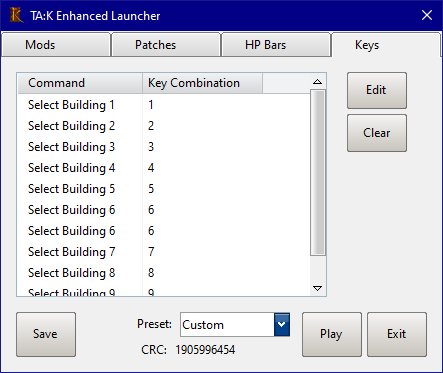 TA:K Enhanced Launcher
Mods Patches HP Bars Keys
Command Key Combination
Select Building 1 1
Select Building 2 2
Select Building 3 3
Select Building 4 4
Select Building 5 5
Select Building 6 6
Select Building 6 6
Select Building 7 7
Select Building 8 8
Select Building 9 9
Edit
Clear
Save
Preset: Custom
CRC: 1905996454
Play
Exit